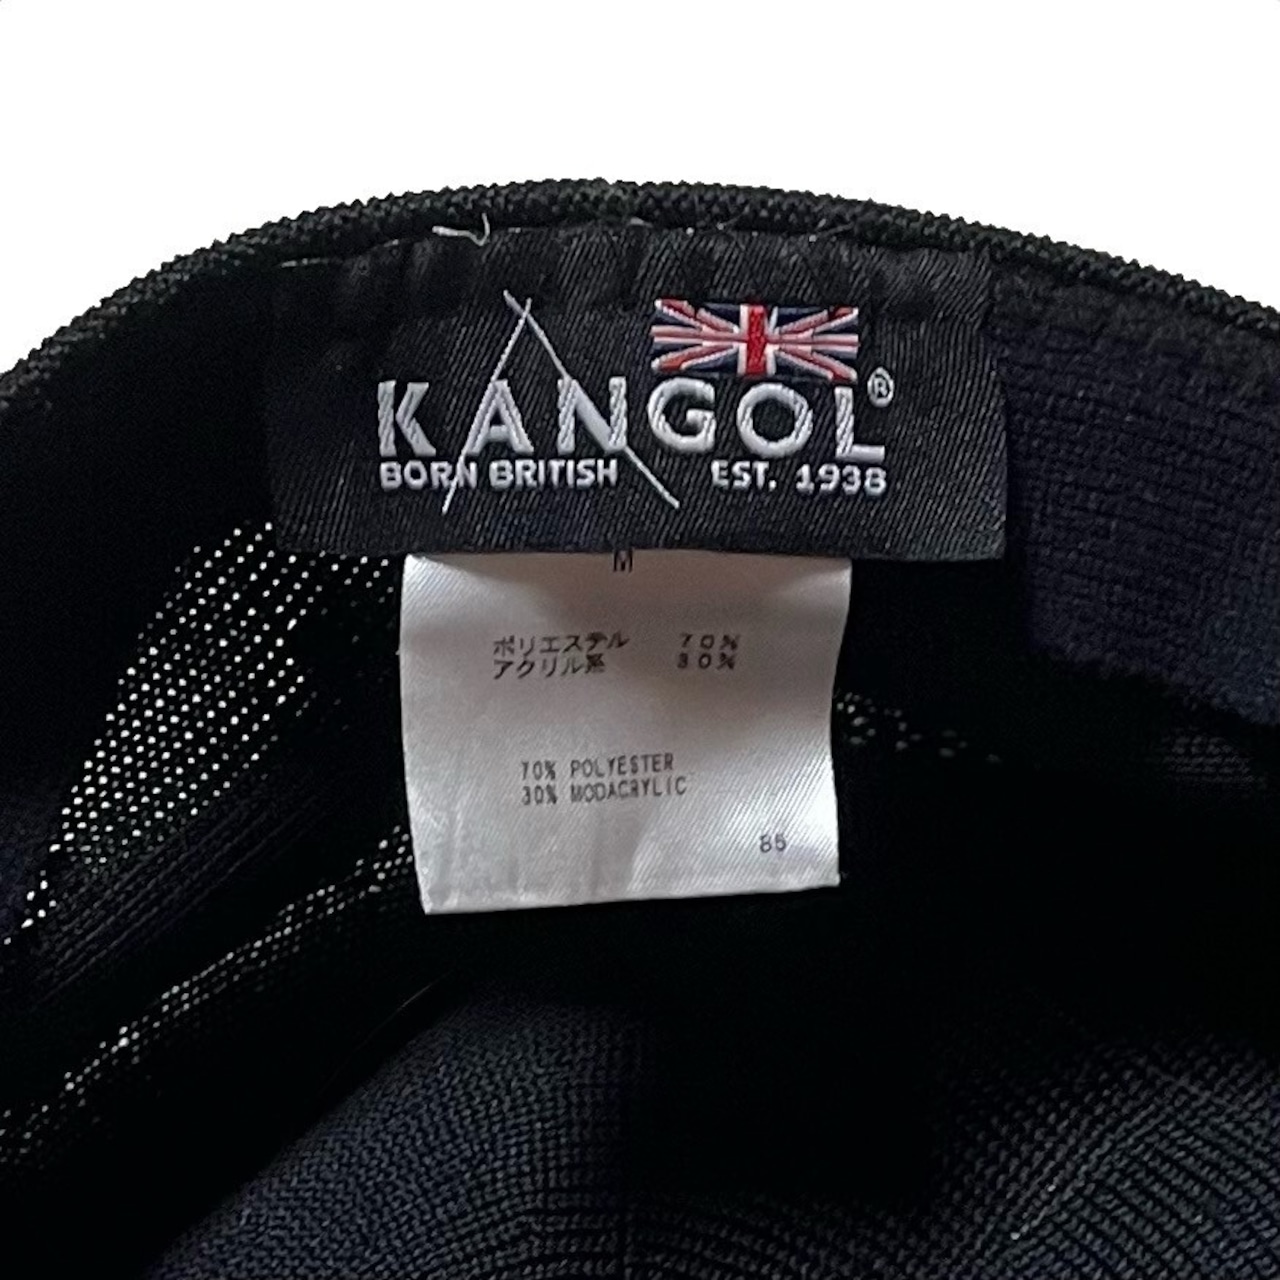 KANGOL®
BORN BRITISH EST. 1938
M
ポリエステル 70%
アクリル系 30%
70% POLYESTER
30% MODACRYLIC
85